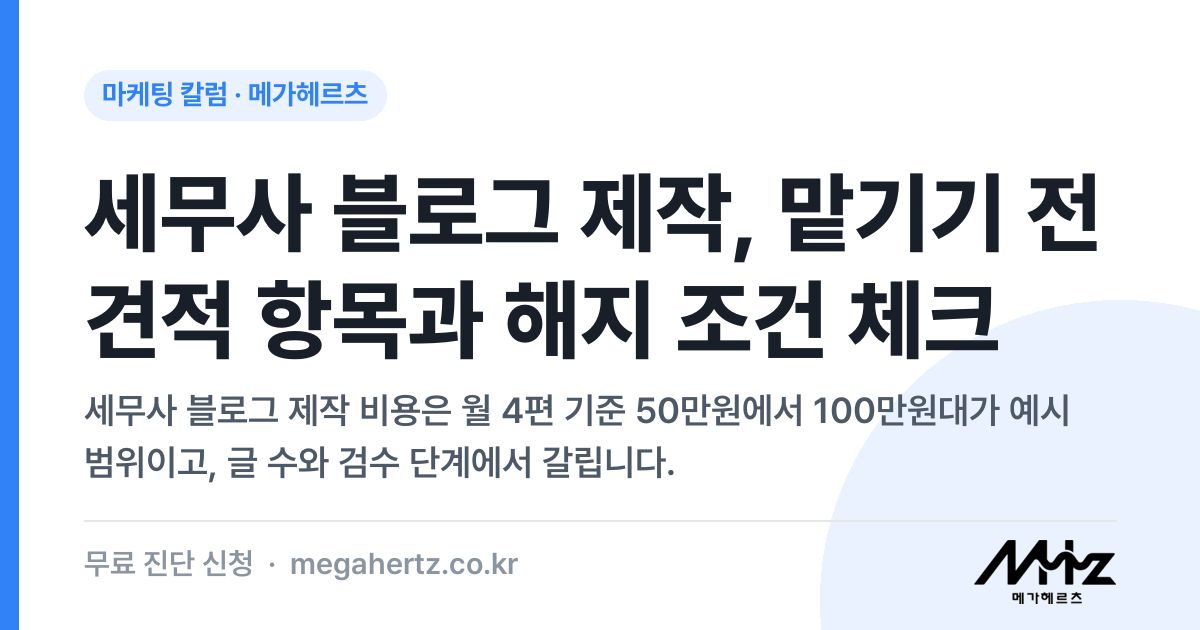 마케팅 칼럼 · 메가헤르츠
세무사 블로그 제작, 맡기기 전
견적 항목과 해지 조건 체크
세무사 블로그 제작 비용은 월 4편 기준 50만원에서 100만원대가 예시
범위이고, 글 수와 검수 단계에서 갈립니다.
무료 진단 신청 · megahertz.co.kr
MHz
메가헤르츠